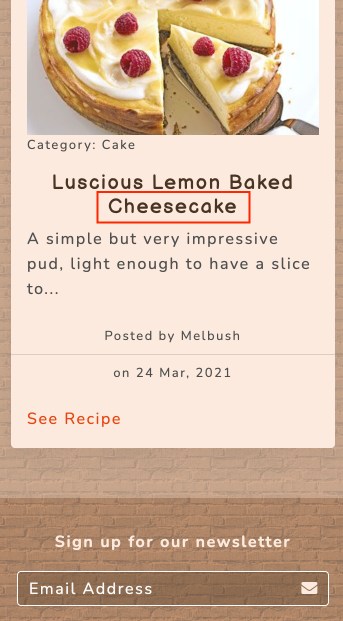 Category: Cake
Luscious Lemon Baked
Cheesecake
A simple but very impressive
pud, light enough to have a slice
to...
Posted by Melbush
on 24 Mar, 2021
See Recipe
Sign up for our newsletter
Email Address